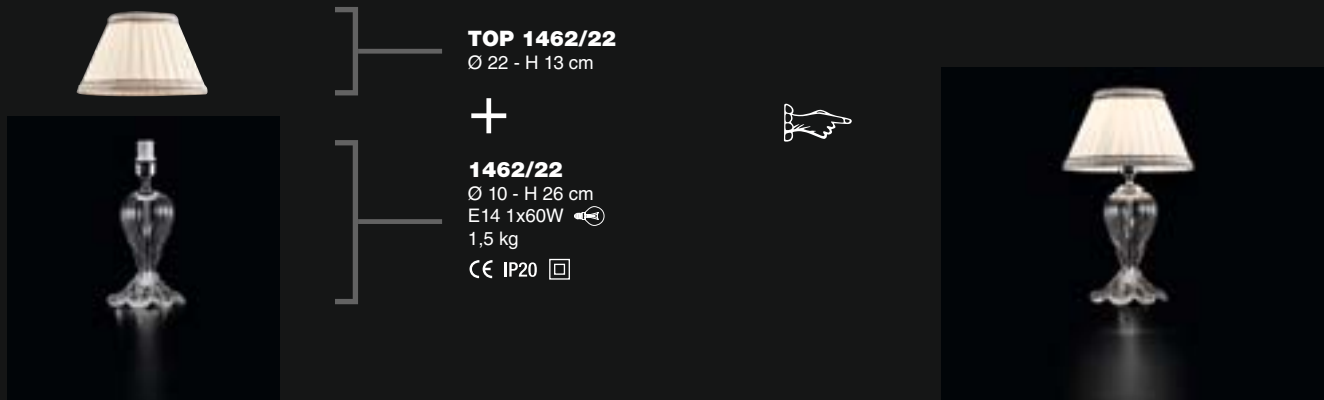 TOP 1462/22
Ø 22 - H 13 cm
+
1462/22
Ø 10 - H 26 cm
E14 1x60W
1,5 kg
CE IP20